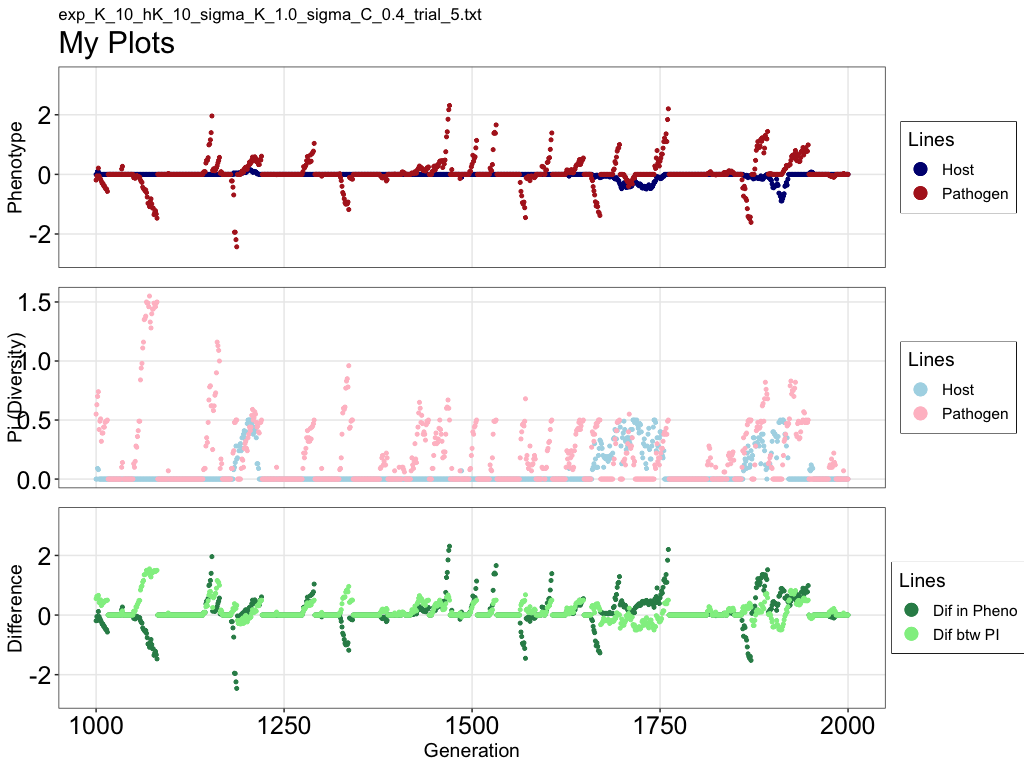 exp_K_10_hK_10_sigma_K_1.0_sigma_C_0.4_trial_5.txt
My Plots
Phenotype
2
0
-2
Lines
Host
Pathogen
Pi (Diversity)
1.5
1.0
0.5
0.0
Lines
Host
Pathogen
Difference
2
0
-2
Lines
Dif in Pheno
Dif btw PI
1000
1250
1500
1750
2000
Generation